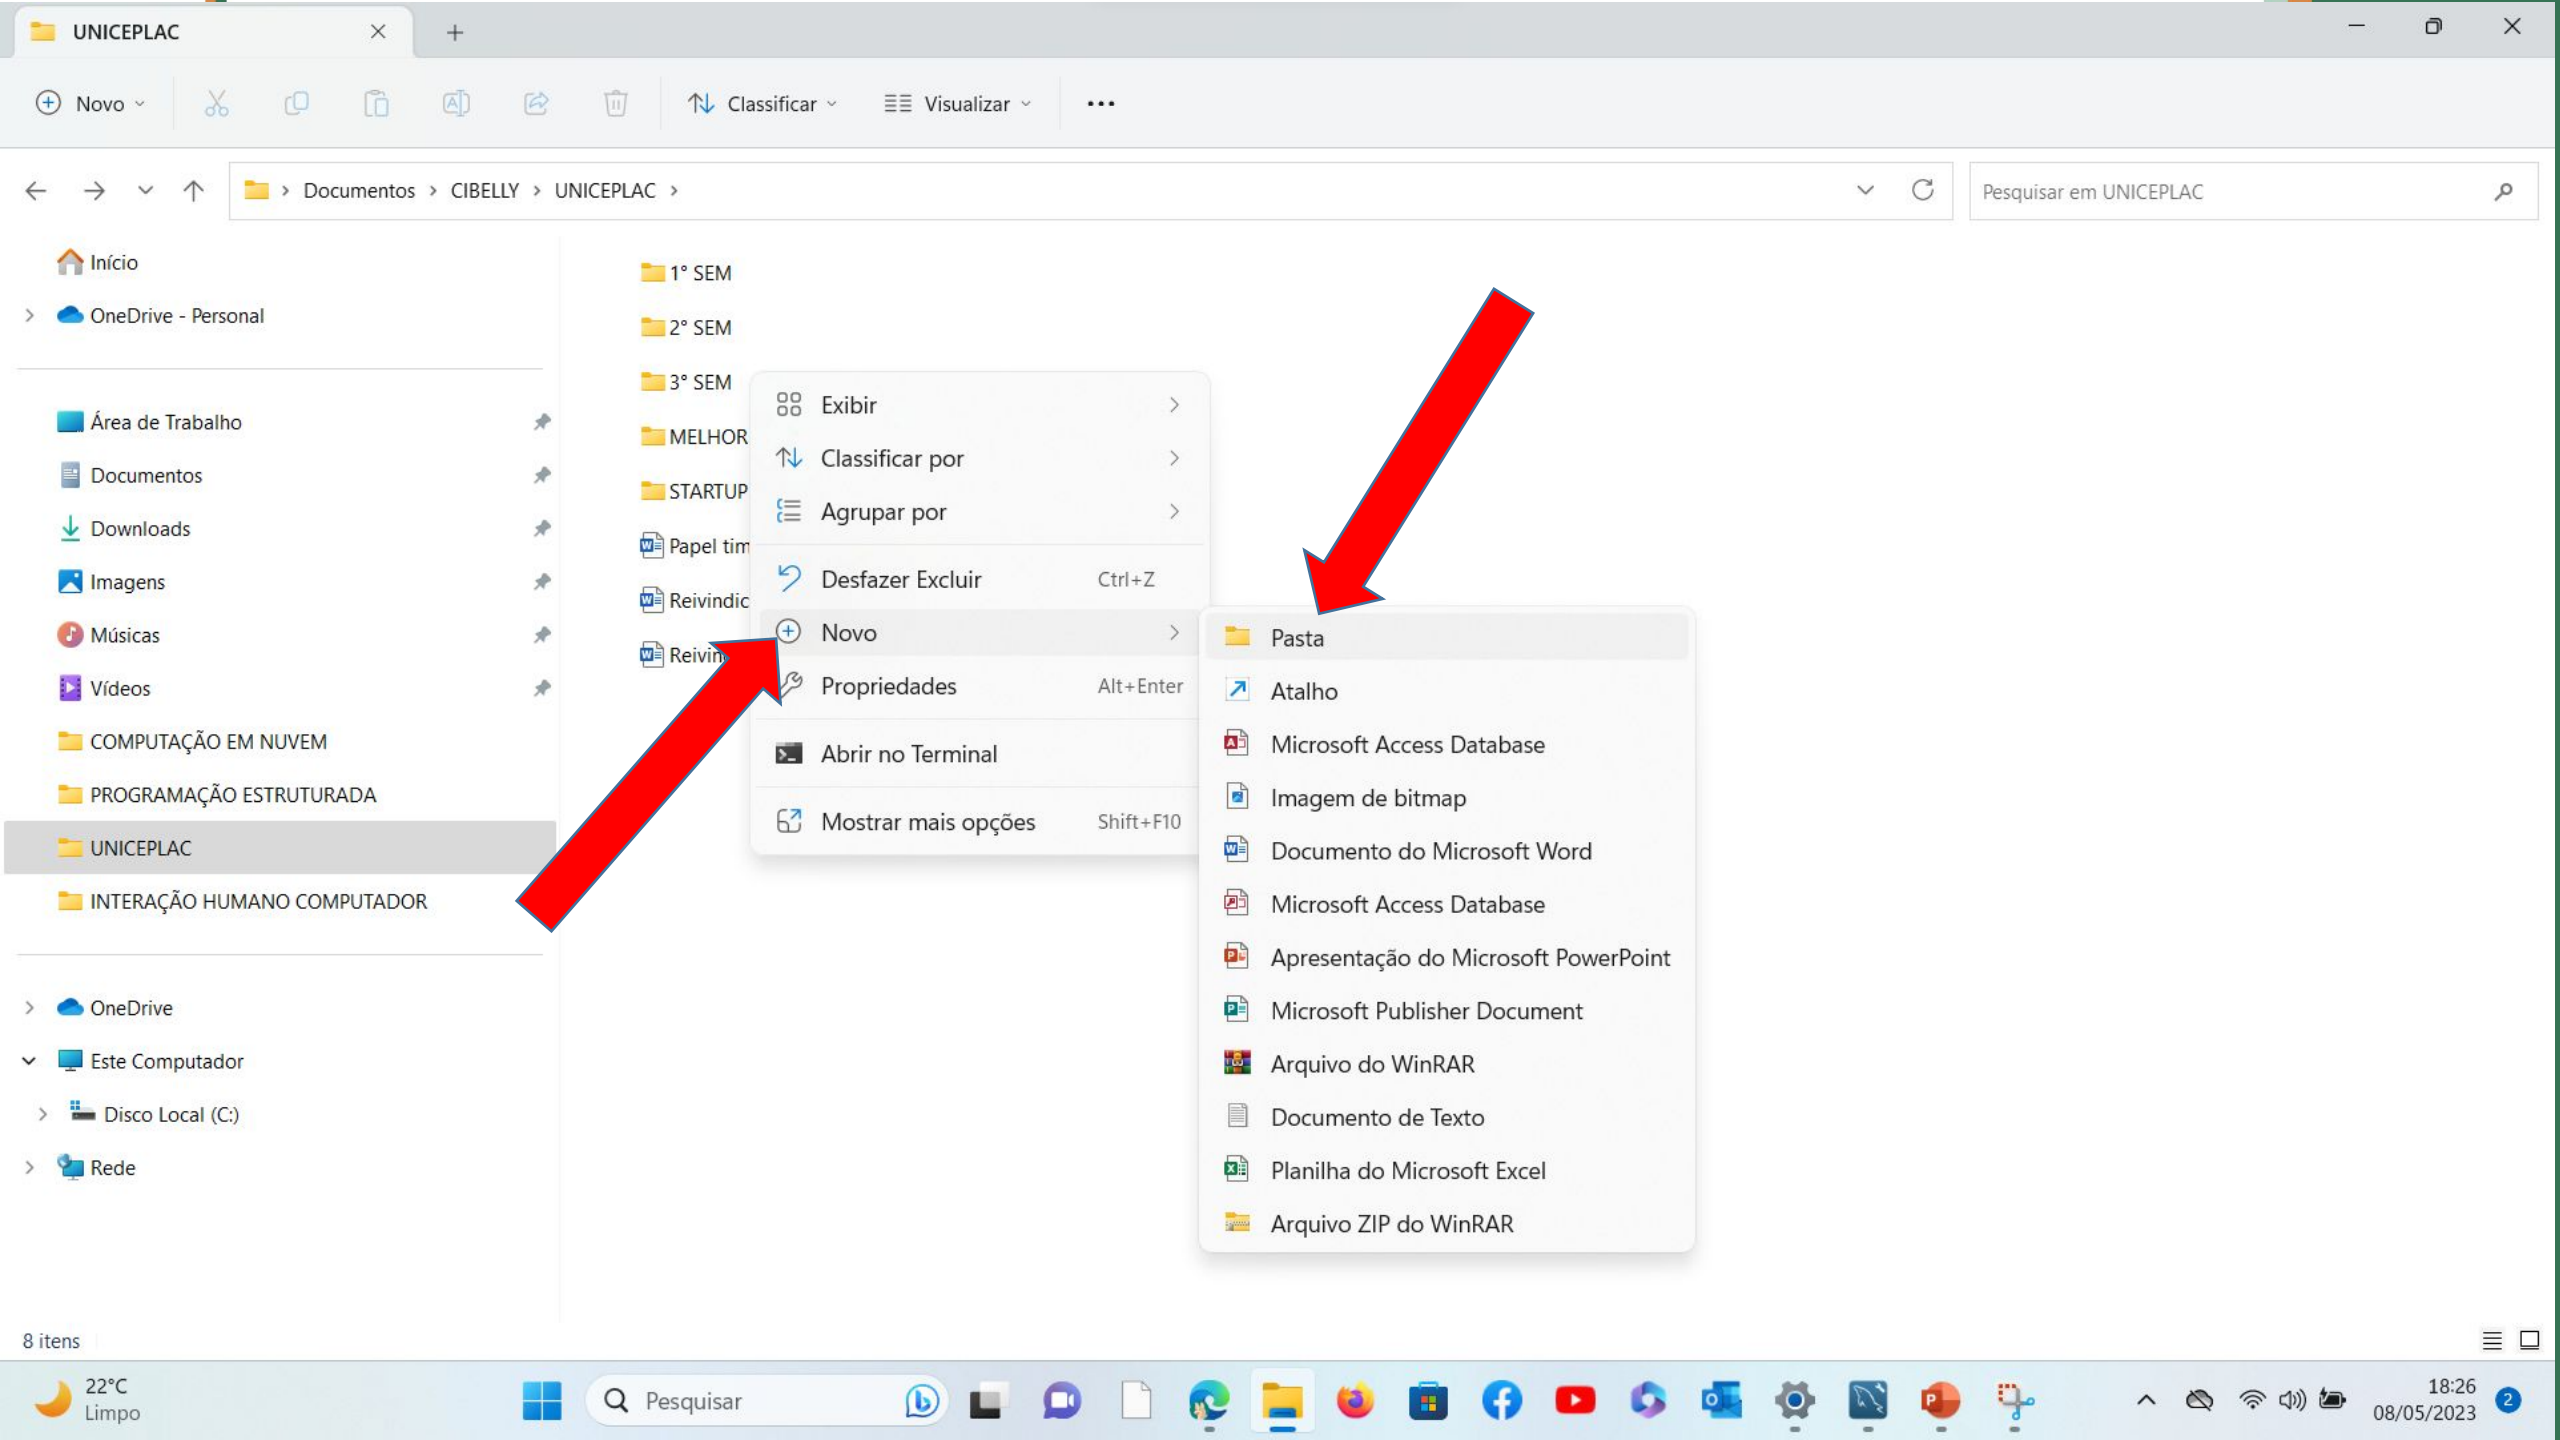 UNICEPLAC
Novo
Classificar
Visualizar
Documentos > CIBELLY > UNICEPLAC >
Pesquisar em UNICEPLAC
Início
OneDrive - Personal
Área de Trabalho
Documentos
Downloads
Imagens
Músicas
Vídeos
COMPUTAÇÃO EM NUVEM
PROGRAMAÇÃO ESTRUTURADA
UNICEPLAC
INTERAÇÃO HUMANO COMPUTADOR
OneDrive
Este Computador
Disco Local (C:)
Rede
1° SEM
2° SEM
3° SEM
MELHOR
STARTUP
Papel tim
Reivindic
Reivin
Exibir
Classificar por
Agrupar por
Desfazer Excluir Ctrl+Z
Novo
Propriedades Alt+Enter
Abrir no Terminal
Mostrar mais opções Shift+F10
Pasta
Atalho
Microsoft Access Database
Imagem de bitmap
Documento do Microsoft Word
Microsoft Access Database
Apresentação do Microsoft PowerPoint
Microsoft Publisher Document
Arquivo do WinRAR
Documento de Texto
Planilha do Microsoft Excel
Arquivo ZIP do WinRAR
8 itens
22°C
Limpo
Pesquisar
18:26
08/05/2023
2